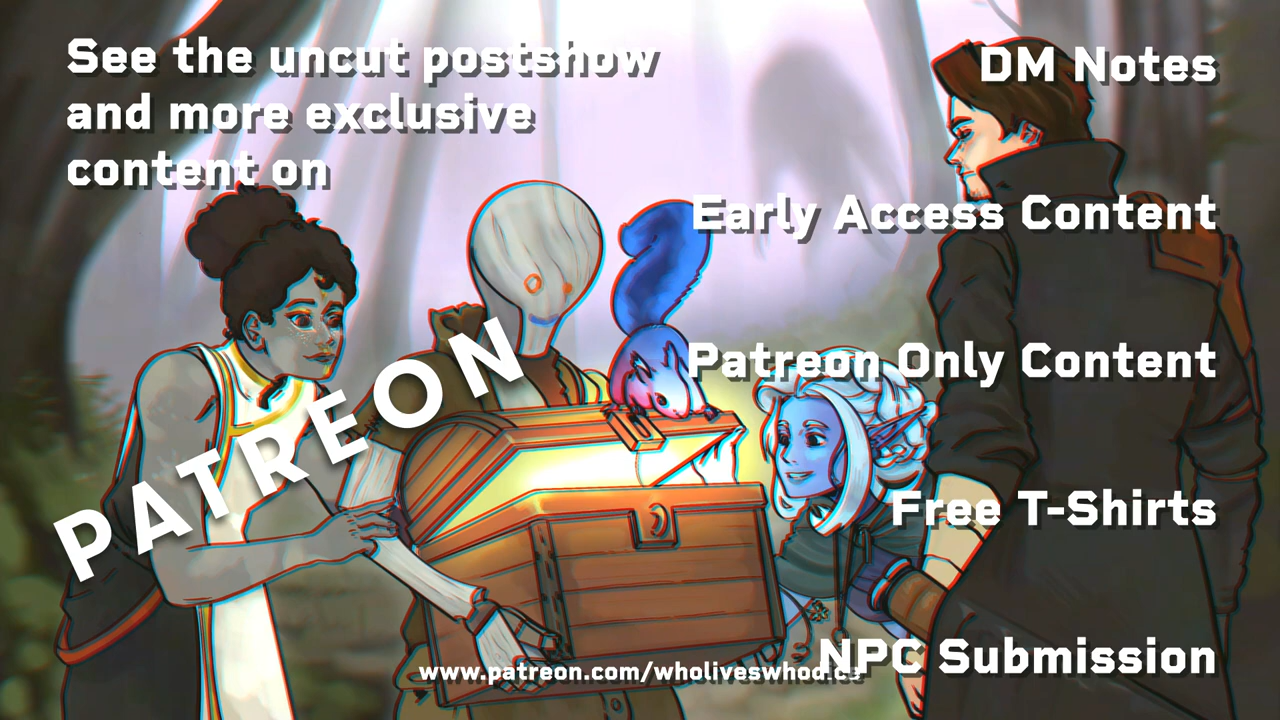 See the uncut postshow
and more exclusive
content on
PATREON
DM Notes
Early Access Content
Patreon Only Content
Free T-Shirts
NPC Submission